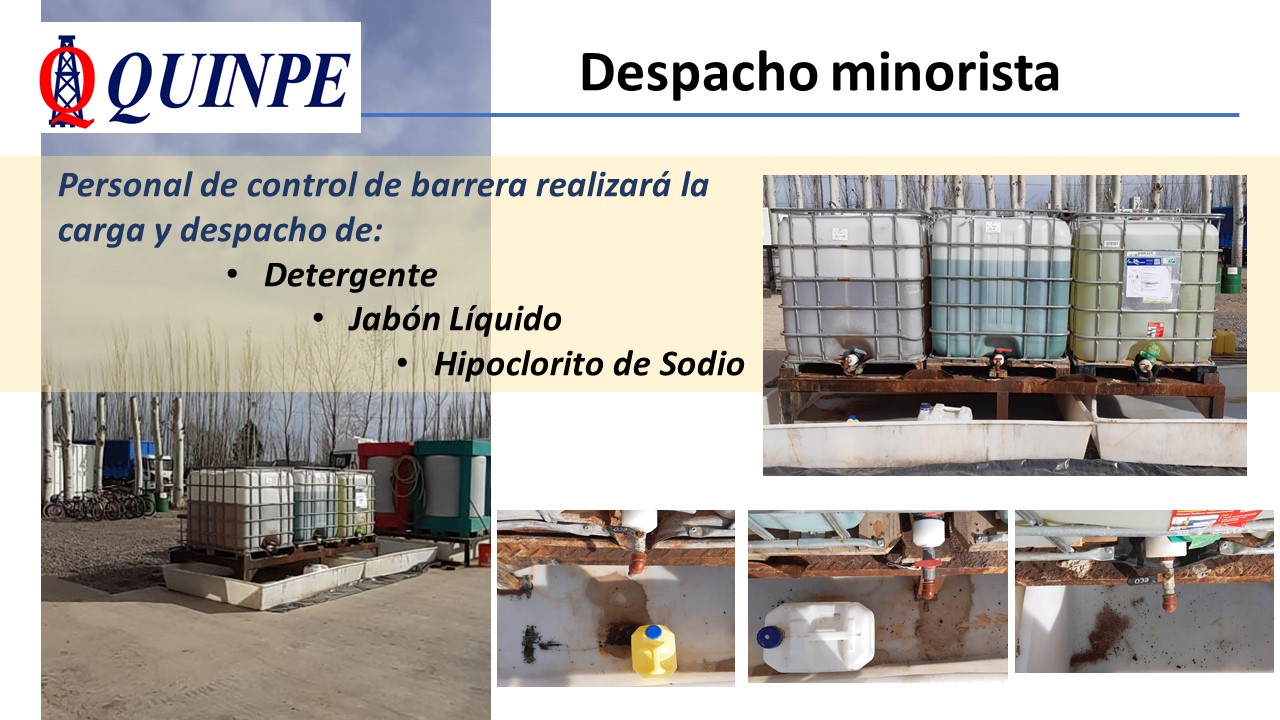 QUINPE
Despacho minorista
Personal de control de barrera realizará la
carga y despacho de:
• Detergente
• Jabón Líquido
• Hipoclorito de Sodio